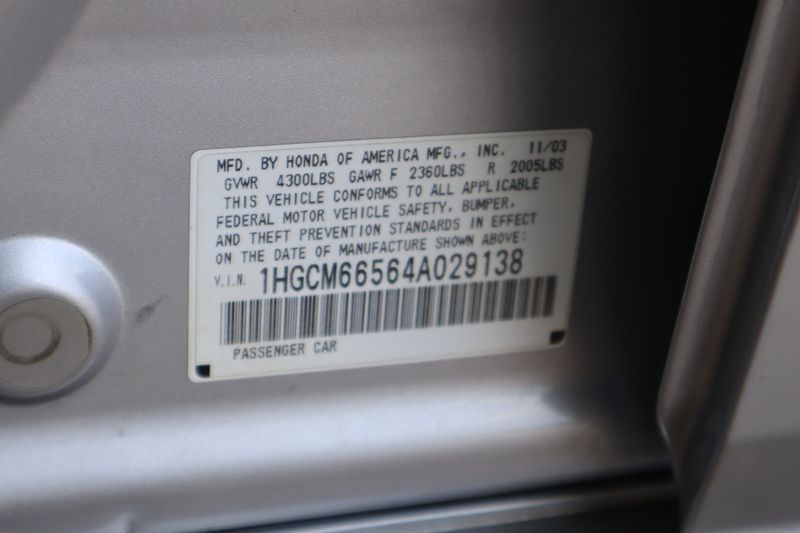 MFD. BY HONDA OF AMERICA MFG., INC. 11/03
GVWR 4300LBS GAWR F 2360LBS R 2005LBS
THIS VEHICLE CONFORMS TO ALL APPLICABLE
FEDERAL MOTOR VEHICLE SAFETY, BUMPER,
AND THEFT PREVENTION STANDARDS IN EFFECT
ON THE DATE OF MANUFACTURE SHOWN ABOVE:
V.I.N. 1HGCM66564A029138
PASSENGER CAR